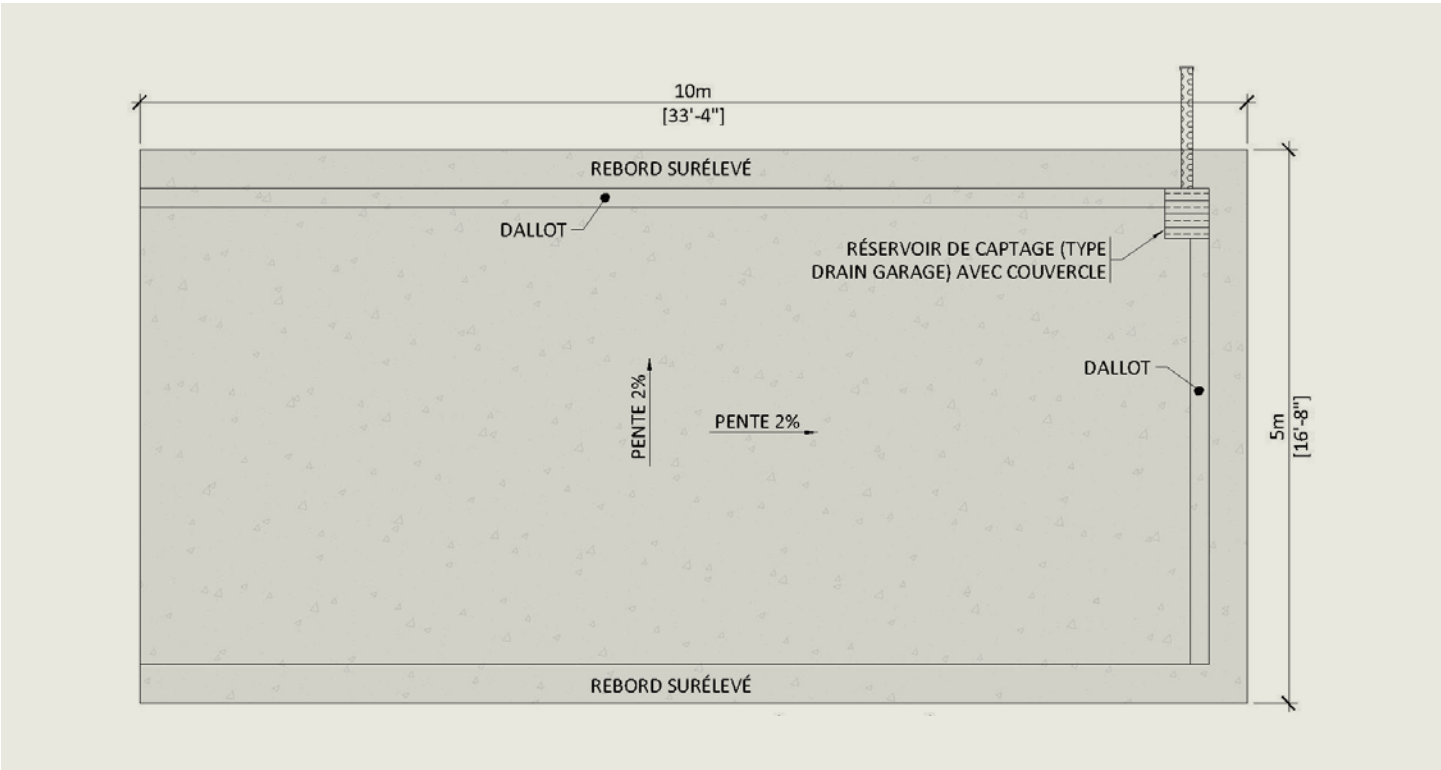 10m
[33'-4"]
REBORD SURÉLEVÉ
DALLOT
RÉSERVOIR DE CAPTAGE (TYPE
DRAIN GARAGE) AVEC COUVERCLE
DALLOT
PENTE 2%
PENTE 2%
5m
[16'-8"]
REBORD SURÉLEVÉ